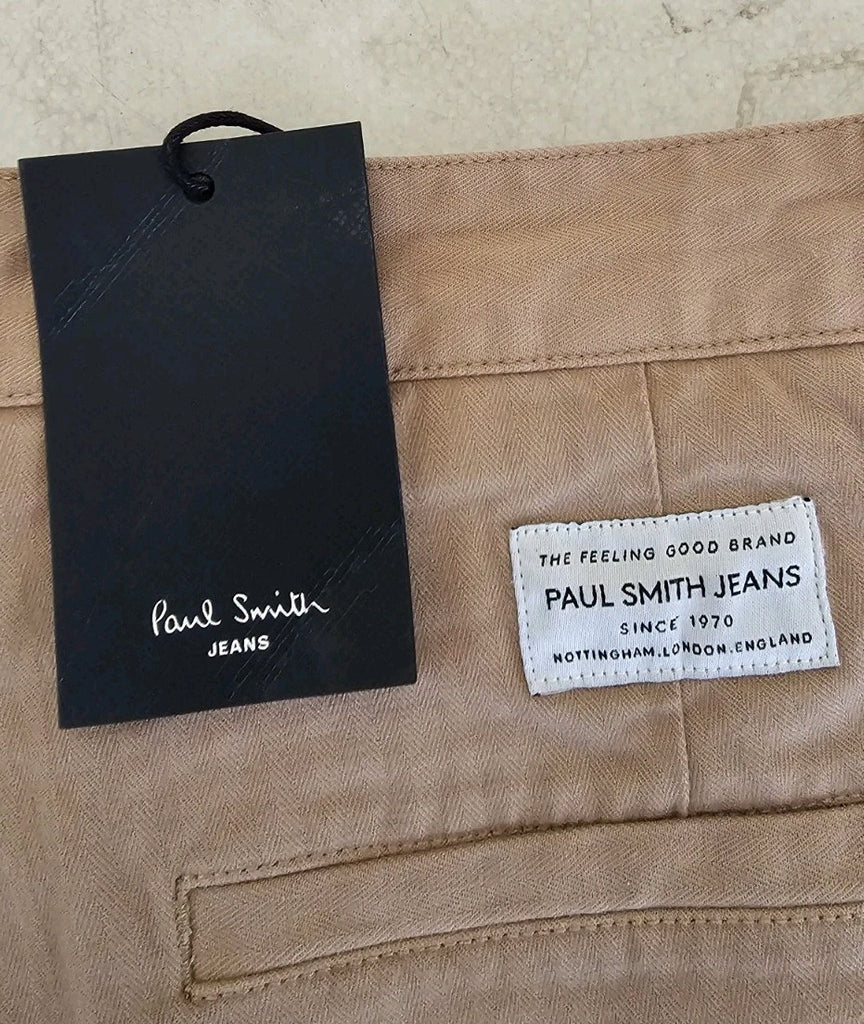 Paul Smith
JEANS
THE FEELING GOOD BRAND
PAUL SMITH JEANS
SINCE 1970
NOTTINGHAM.LONDON.ENGLAND